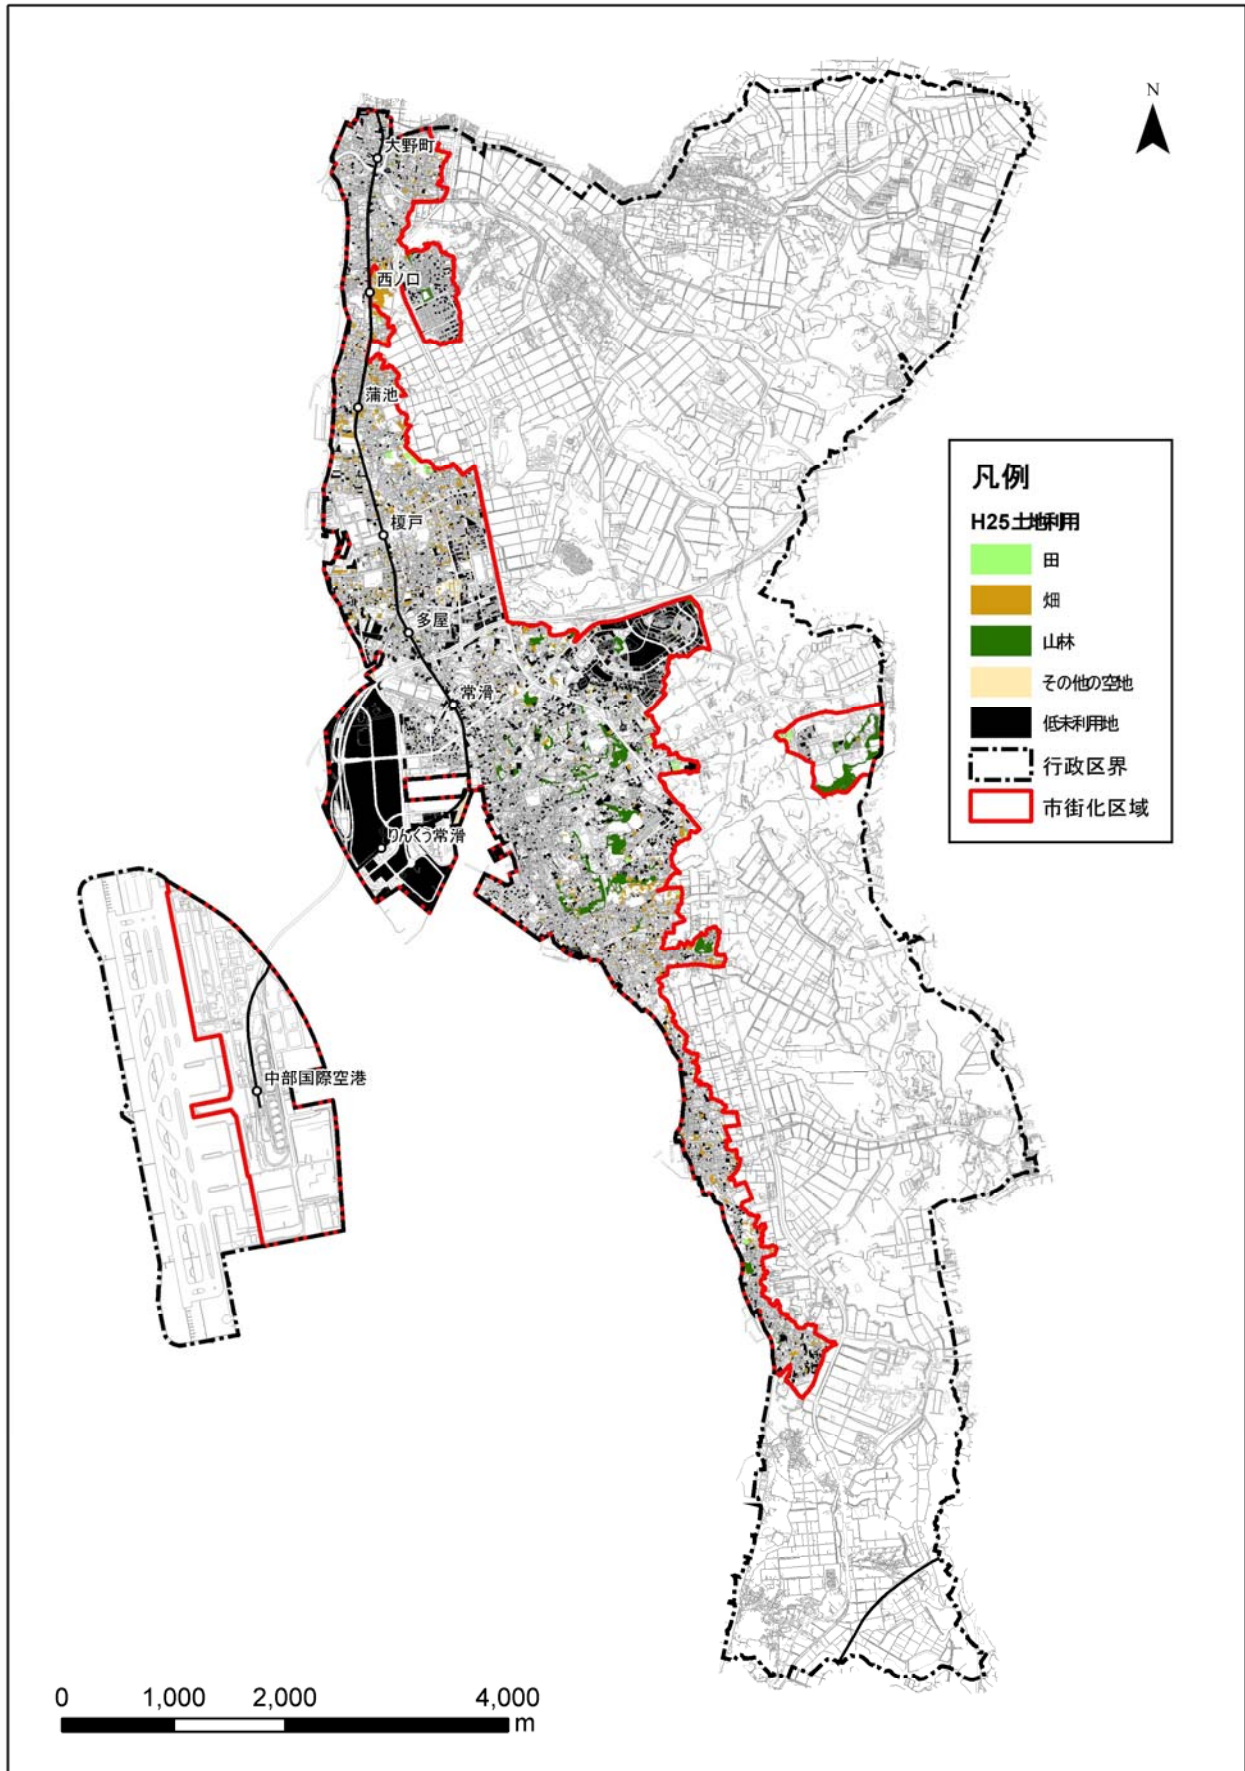 N
大野町
西ノ口
蒲池
榎戸
多屋
常滑
りんくう常滑
中部国際空港
凡例
H25土地利用
田
畑
山林
その他の空地
低未利用地
行政区界
市街化区域
0 1,000 2,000 4,000
m